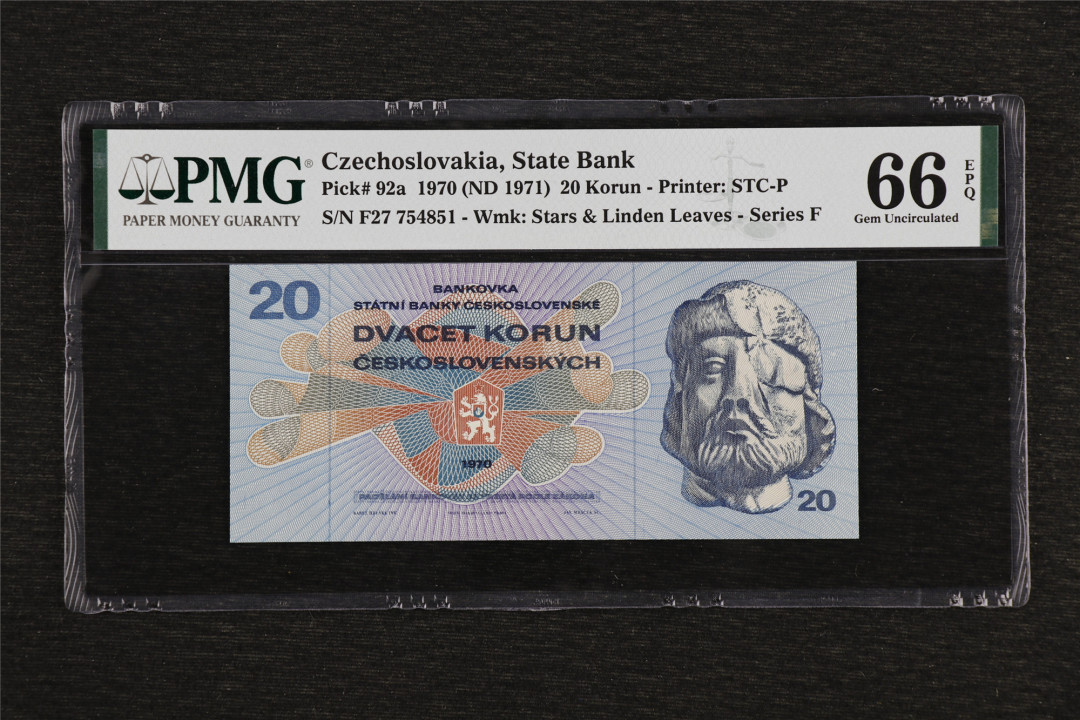 PMG®
PAPER MONEY GUARANTY
Czechoslovakia, State Bank
Pick# 92a 1970 (ND 1971) 20 Korun - Printer: STC-P
S/N F27 754851 - Wmk: Stars & Linden Leaves - Series F
66 EPQ
Gem Uncirculated
20
BANKOVKA
STÁTNÍ BANKY ČESKOSLOVENSKÉ
DVACET KORUN
ČESKOSLOVENSKÝCH
1970
20